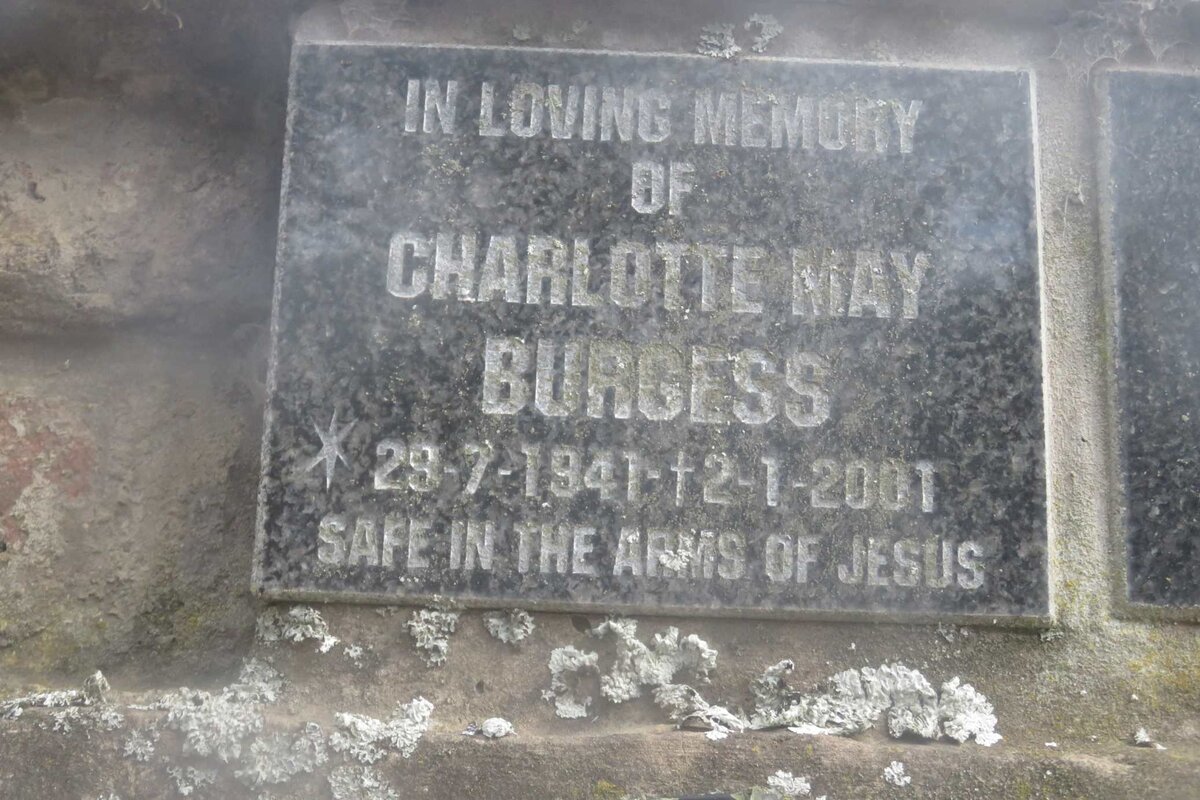 IN LOVING MEMORY
OF
CHARLOTTE MAY
BURGESS
29-7-1941-†2-1-2001
SAFE IN THE ARMS OF JESUS